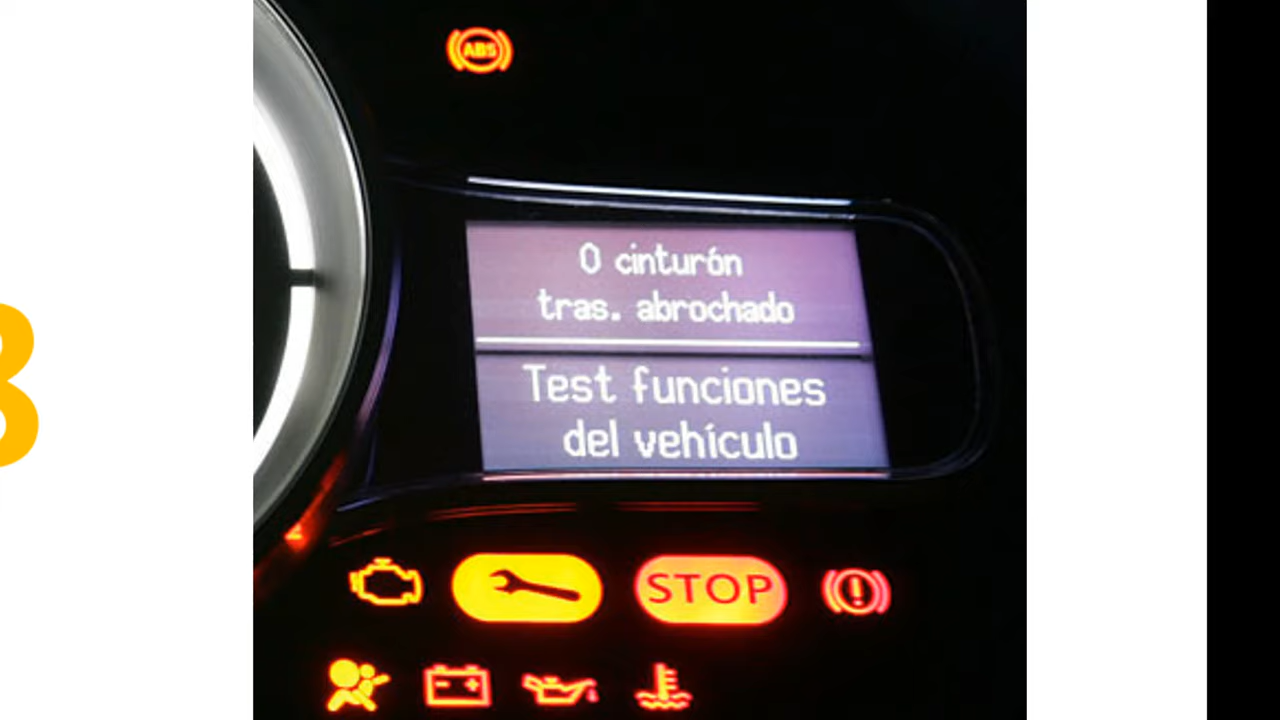 ABS
0 cinturón
tras. abrochado
Test funciones
del vehículo
STOP